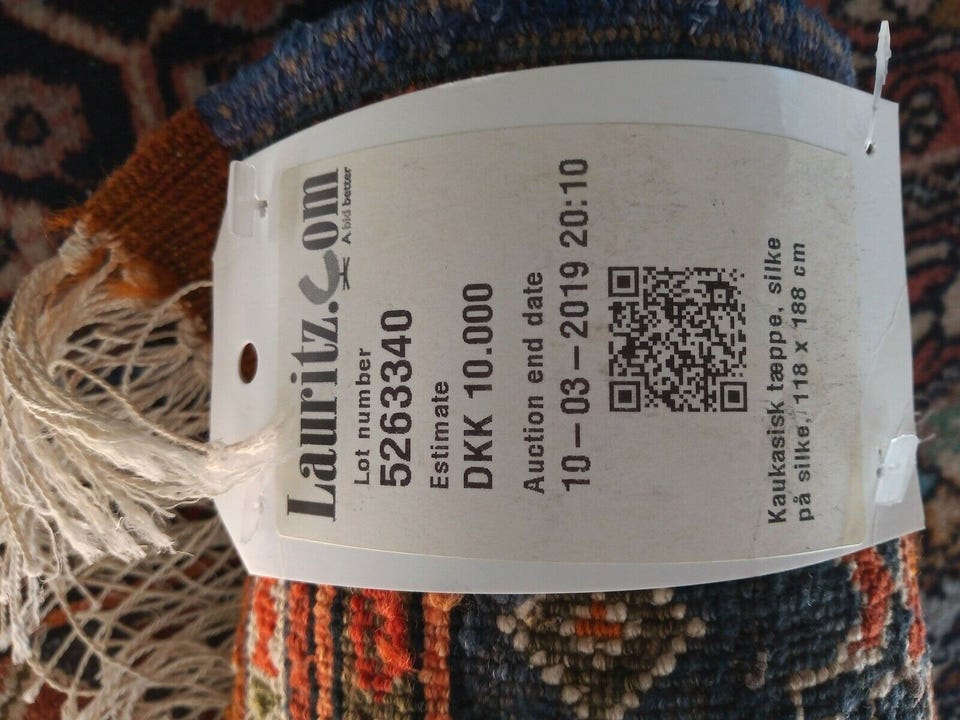 Lauritz.com
A bid better
Lot number
5263340
Estimate
DKK 10.000
Auction end date
10-03-2019 20:10
Kaukasisk tæppe, silke
på silke, 118 x 188 cm